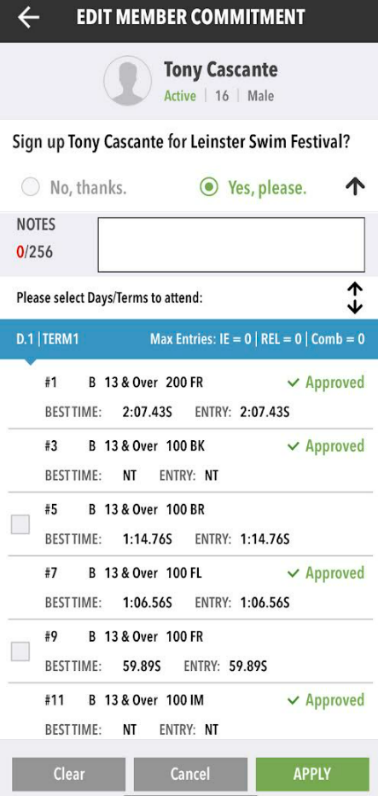 EDIT MEMBER COMMITMENT
Tony Cascante
Active | 16 | Male
Sign up Tony Cascante for Leinster Swim Festival?
No, thanks. Yes, please.
NOTES
0/256
Please select Days/Terms to attend:
D.1 | TERM1 Max Entries: IE = 0 | REL = 0 | Comb = 0
#1 B 13 & Over 200 FR Approved
BEST TIME: 2:07.43S ENTRY: 2:07.43S
#3 B 13 & Over 100 BK Approved
BEST TIME: NT ENTRY: NT
#5 B 13 & Over 100 BR
BEST TIME: 1:14.76S ENTRY: 1:14.76S
#7 B 13 & Over 100 FL Approved
BEST TIME: 1:06.56S ENTRY: 1:06.56S
#9 B 13 & Over 100 FR
BEST TIME: 59.89S ENTRY: 59.89S
#11 B 13 & Over 100 IM Approved
BEST TIME: NT ENTRY: NT
Clear Cancel APPLY